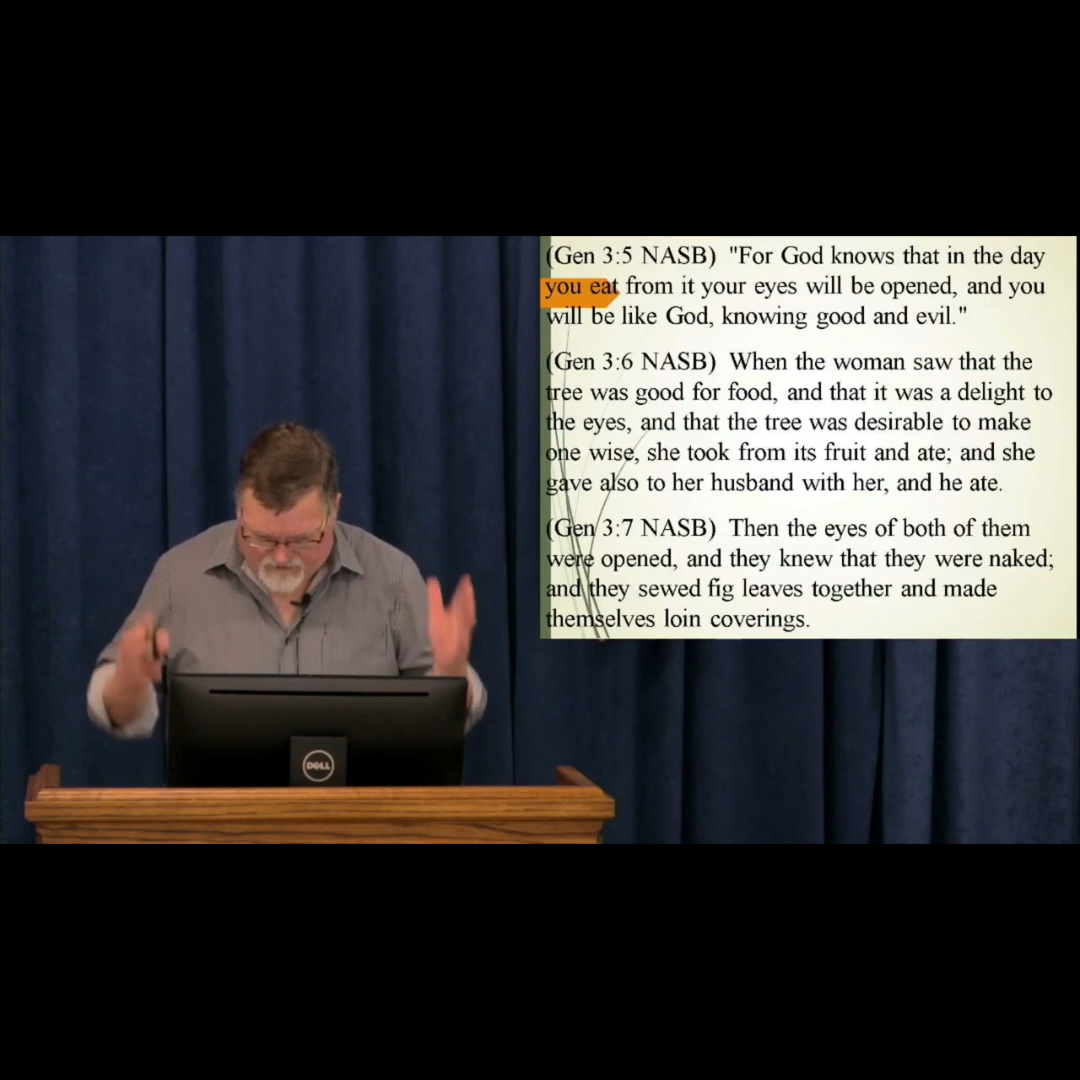 (Gen 3:5 NASB) "For God knows that in the day
you eat from it your eyes will be opened, and you
will be like God, knowing good and evil."
(Gen 3:6 NASB) When the woman saw that the
tree was good for food, and that it was a delight to
the eyes, and that the tree was desirable to make
one wise, she took from its fruit and ate; and she
gave also to her husband with her, and he ate.
(Gen 3:7 NASB) Then the eyes of both of them
were opened, and they knew that they were naked;
and they sewed fig leaves together and made
themselves loin coverings.
DELL